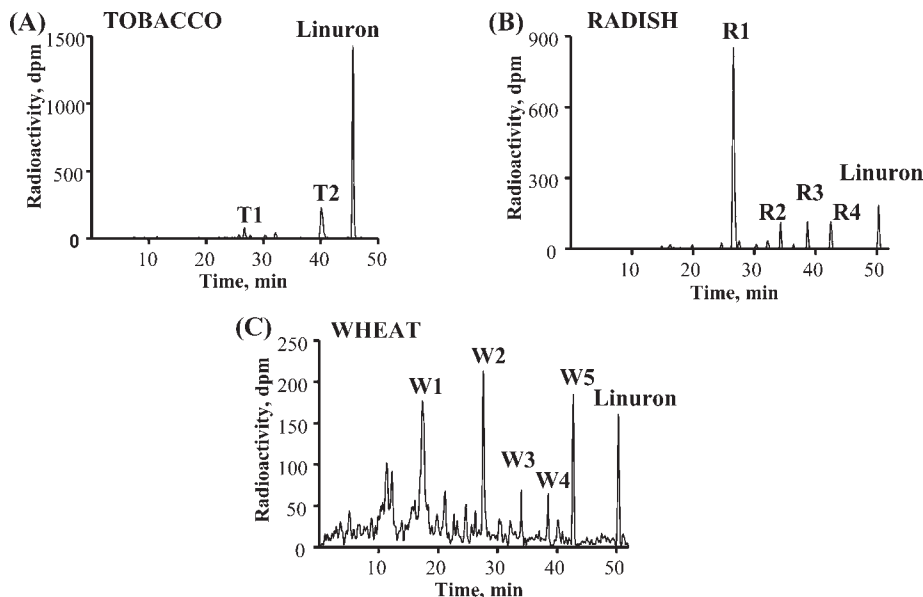 (A) TOBACCO
Linuron
1500
1000
500
0
Radioactivity, dpm
T1
T2
10 20 30 40 50
Time, min
(B) RADISH
R1
900
600
300
0
Radioactivity, dpm
Linuron
R2
R3
R4
10 20 30 40 50
Time, min
(C) WHEAT
250
200
150
100
50
0
Radioactivity, dpm
W1
W2
W3
W4
W5
Linuron
10 20 30 40 50
Time, min